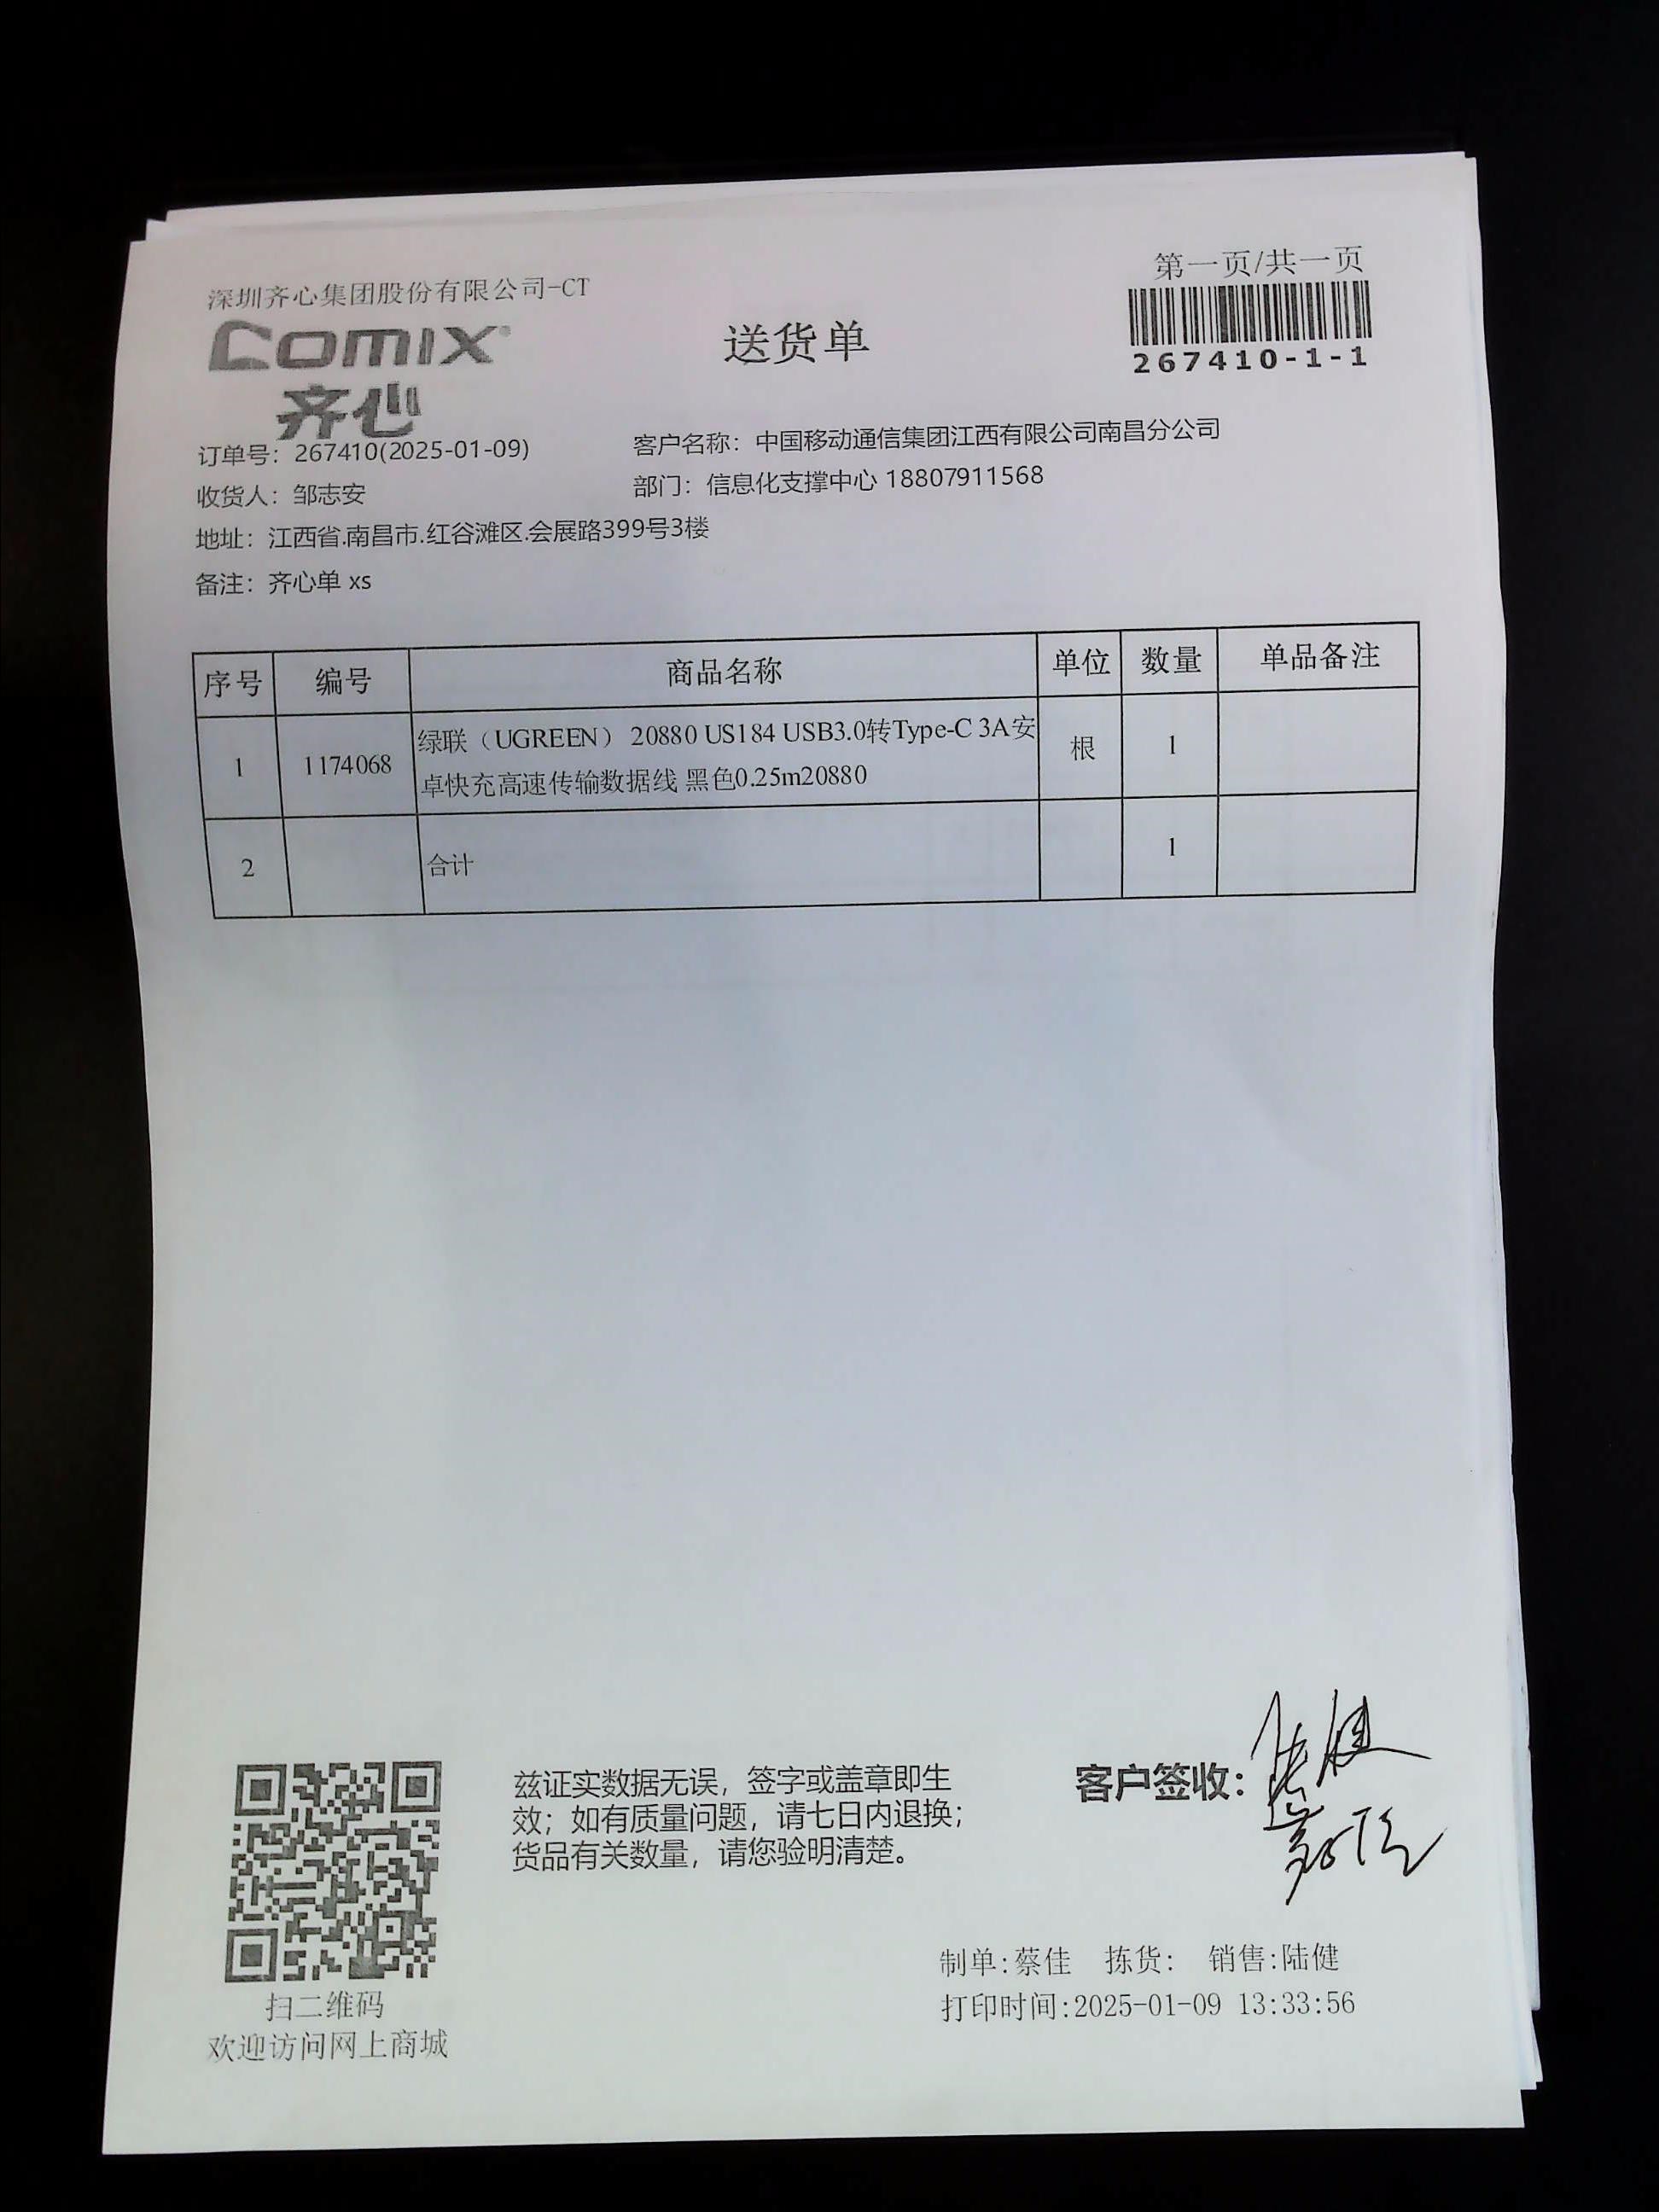 深圳齐心集团股份有限公司-CT
第一页/共一页
comix
齐心
送货单
267410-1-1
订单号：267410(2025-01-09)
客户名称：中国移动通信集团江西有限公司南昌分公司
收货人：邹志安
部门：信息化支撑中心 18807911568
地址：江西省.南昌市.红谷滩区.会展路399号3楼
备注：齐心单 xs
序号 编号 商品名称 单位 数量 单品备注
1 1174068 绿联（UGREEN） 20880 US184 USB3.0转Type-C 3A安 根 1
卓快充高速传输数据线 黑色0.25m20880
2 合计 1
兹证实数据无误，签字或盖章即生
效；如有质量问题，请七日内退换；
货品有关数量，请您验明清楚。
客户签收：
制单:蔡佳 拣货: 销售:陆健
打印时间:2025-01-09 13:33:56
扫二维码
欢迎访问网上商城